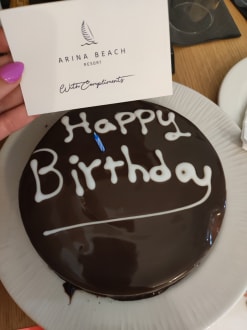 ARINA BEACH
RESORT
With Compliments
Happy
Birthday